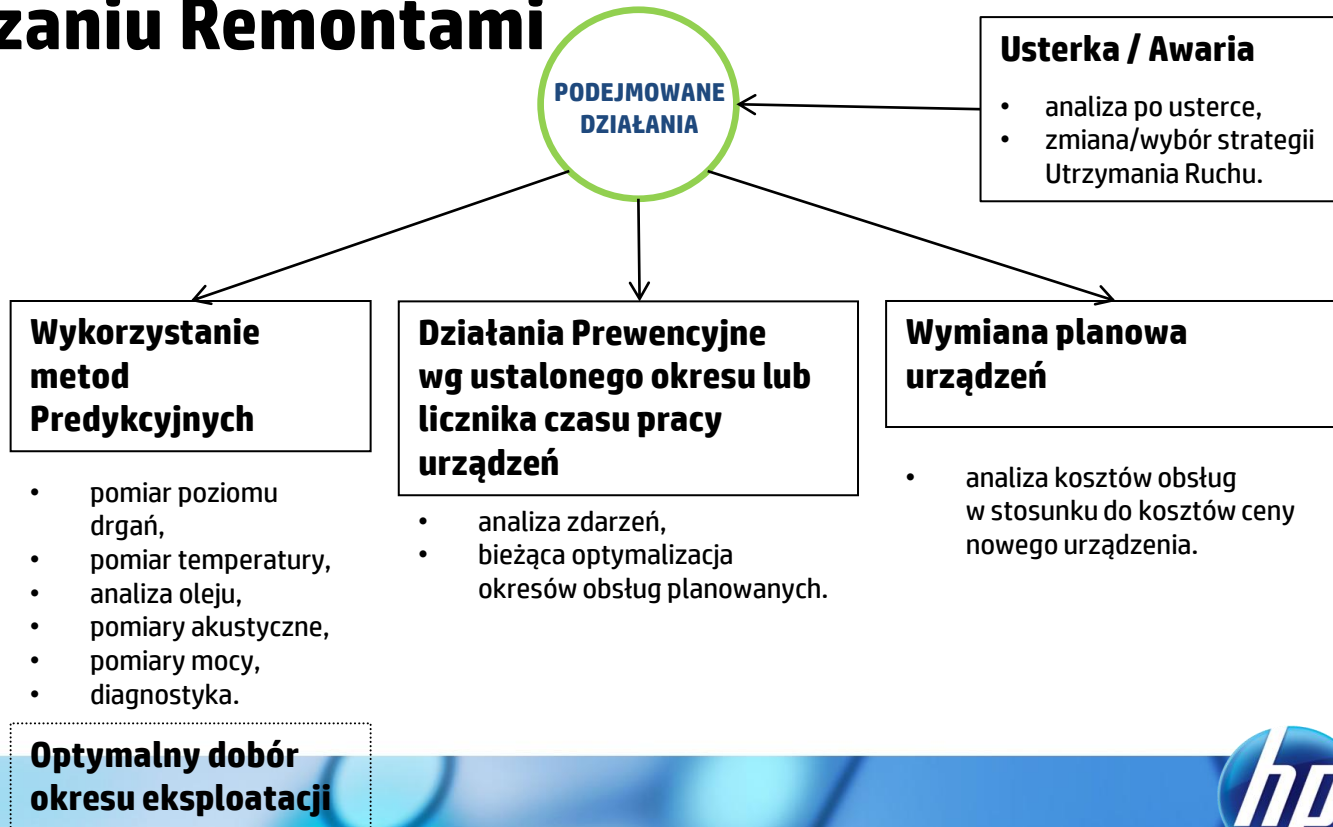 zaniu Remontami
PODEJMOWANE
DZIAŁANIA
Usterka / Awaria
• analiza po usterce,
• zmiana/wybór strategii
Utrzymania Ruchu.
Wykorzystanie
metod
Predykcyjnych
• pomiar poziomu
drgań,
• pomiar temperatury,
• analiza oleju,
• pomiary akustyczne,
• pomiary mocy,
• diagnostyka.
Optymalny dobór
okresu eksploatacji
Działania Prewencyjne
wg ustalonego okresu lub
licznika czasu pracy
urządzeń
• analiza zdarzeń,
• bieżąca optymalizacja
okresów obsług planowanych.
Wymiana planowa
urządzeń
• analiza kosztów obsług
w stosunku do kosztów ceny
nowego urządzenia.
hp